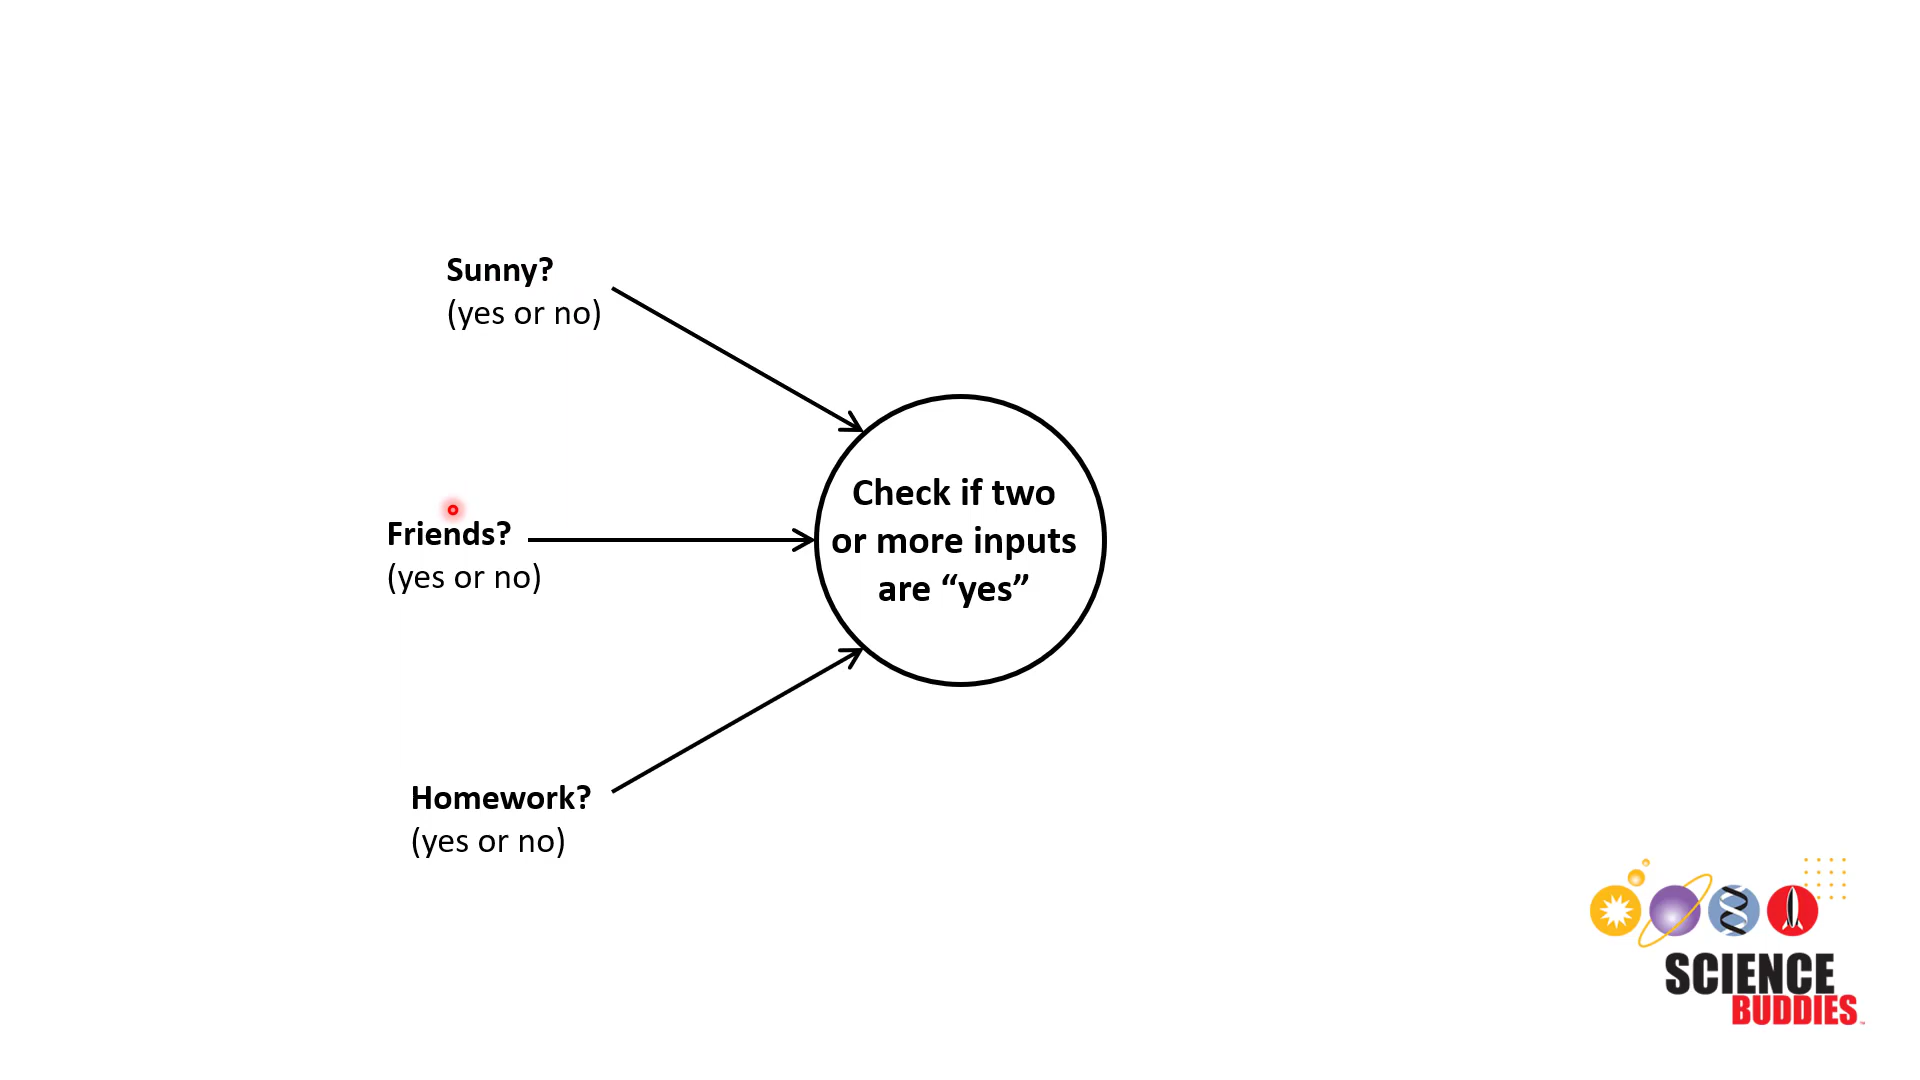 Sunny?
(yes or no)
Friends?
(yes or no)
Check if two
or more inputs
are “yes”
Homework?
(yes or no)
SCIENCE
BUDDIES